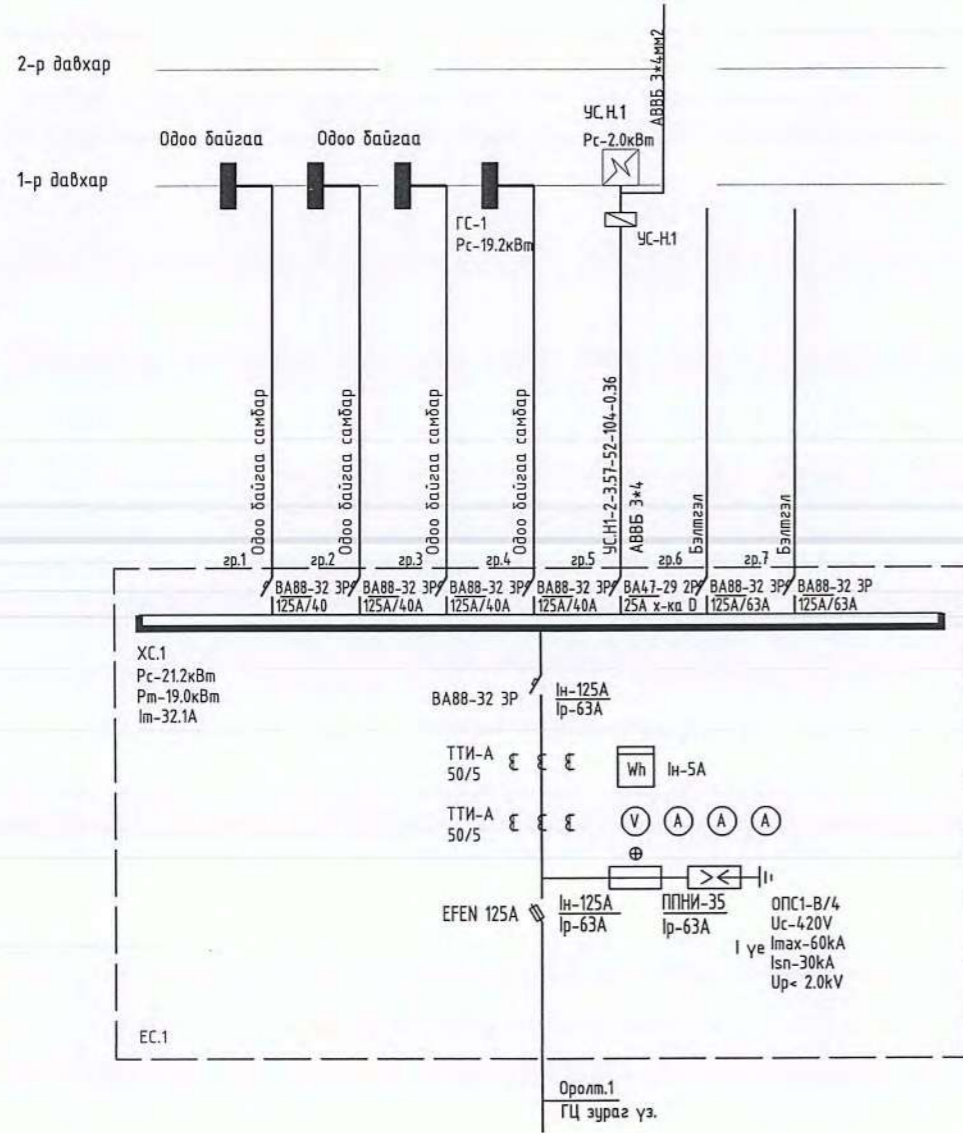 2-р давхар
АВВБ 3*4мм2
УС.Н.1
Рс-2.0кВт
Одоо байгаа
Одоо байгаа
1-р давхар
ГС-1
Рс-19.2кВт
УС-Н.1
Одоо байгаа самбар
Одоо байгаа самбар
Одоо байгаа самбар
Одоо байгаа самбар
УС.Н1-2-3.57-52-104-0.36
АВВБ 3*4
Бэлтгэл
Бэлтгэл
гр.1 гр.2 гр.3 гр.4 гр.5 гр.6 гр.7
ВА88-32 3Р ВА88-32 3Р ВА88-32 3Р ВА88-32 3Р ВА47-29 2Р ВА88-32 3Р ВА88-32 3Р
125А/40 125А/40А 125А/40А 125А/40А 25А х-ка D 125А/63А 125А/63А
ХС.1
Рс-21.2кВт
Рт-19.0кВт
Iт-32.1А
ВА88-32 3Р
Iн-125А
Iр-63А
ТТИ-А
50/5
Wh
Iн-5А
ТТИ-А
50/5
V A A A
EFEN 125A
Iн-125А
Iр-63А
ППНИ-35
Iр-63А
I үе
ОПС1-В/4
Uc-420V
Imax-60kA
Isn-30kA
Up< 2.0kV
ЕС.1
Оролт.1
ГЦ зураг үз.